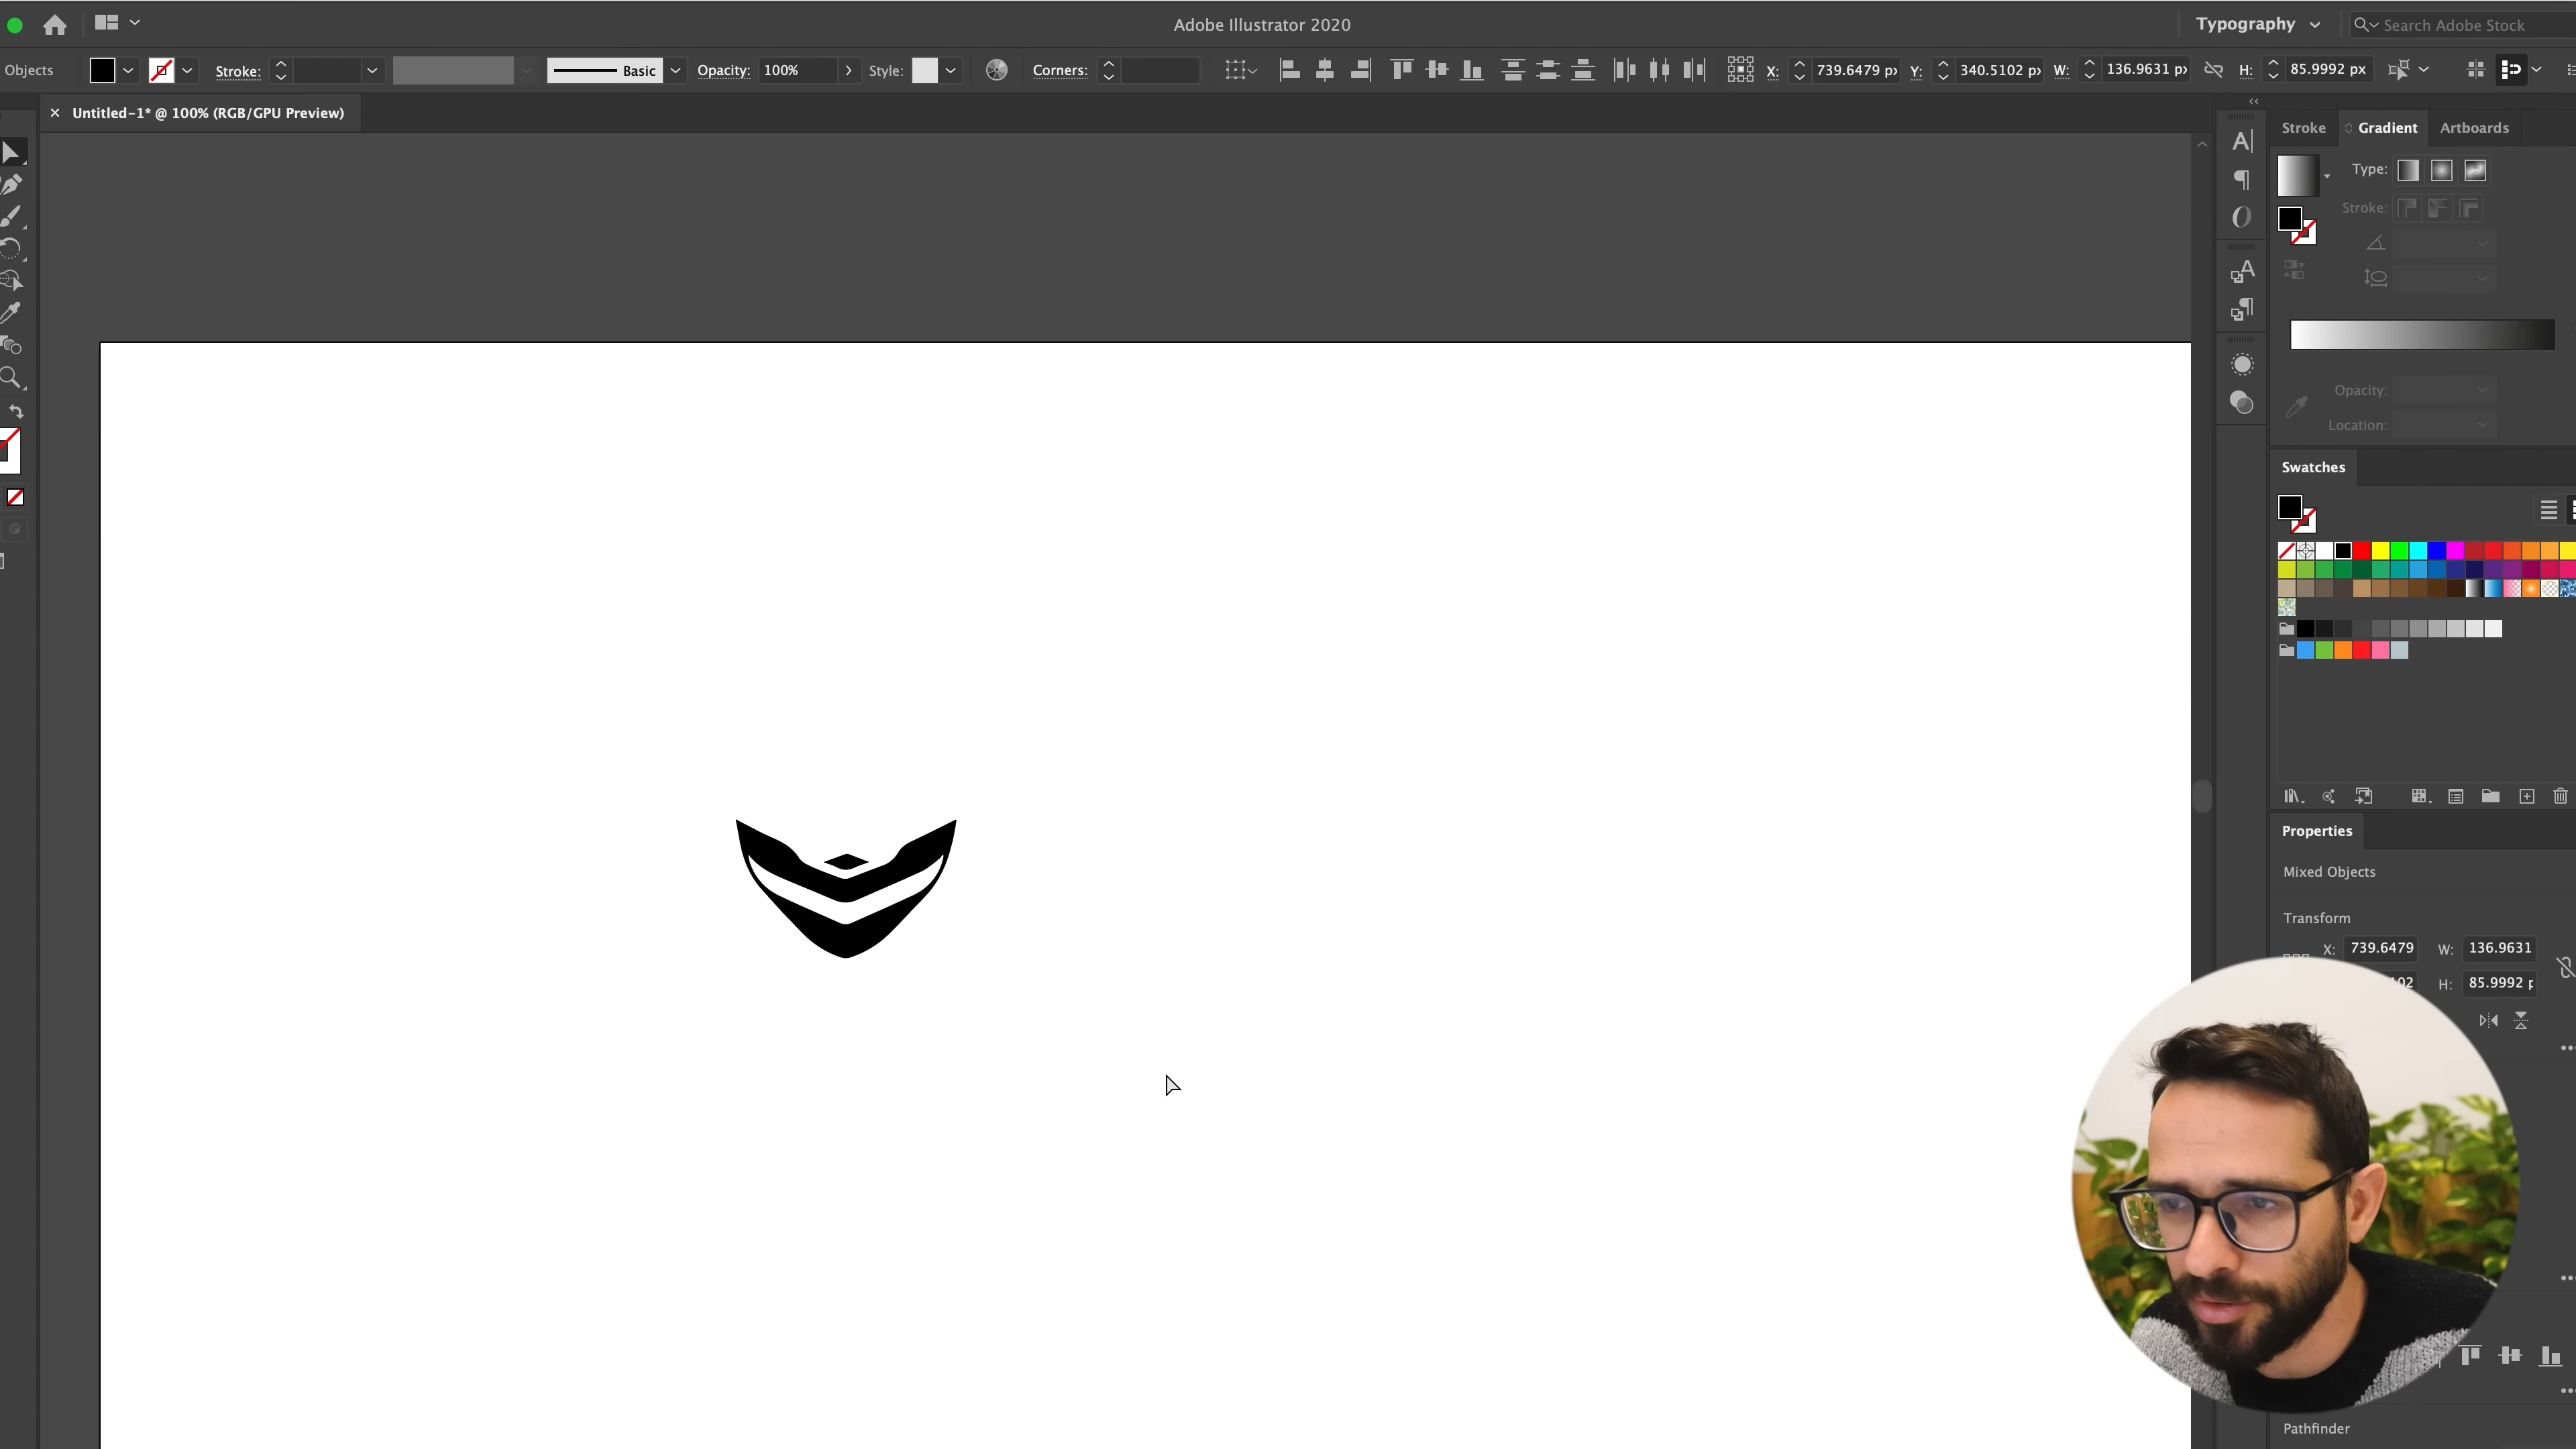 Adobe Illustrator 2020
Typography
Search Adobe Stock
Objects
Stroke:
Basic
Opacity: 100%
Style:
Corners:
X: 739.6479 px
Y: 340.5102 px
W: 136.9631 px
H: 85.9992 px
Untitled-1* @ 100% (RGB/GPU Preview)
Stroke
Gradient
Artboards
Type:
Stroke:
Opacity:
Location:
Swatches
Properties
Mixed Objects
Transform
X: 739.6479
W: 136.9631
02
H: 85.9992 p
Pathfinder